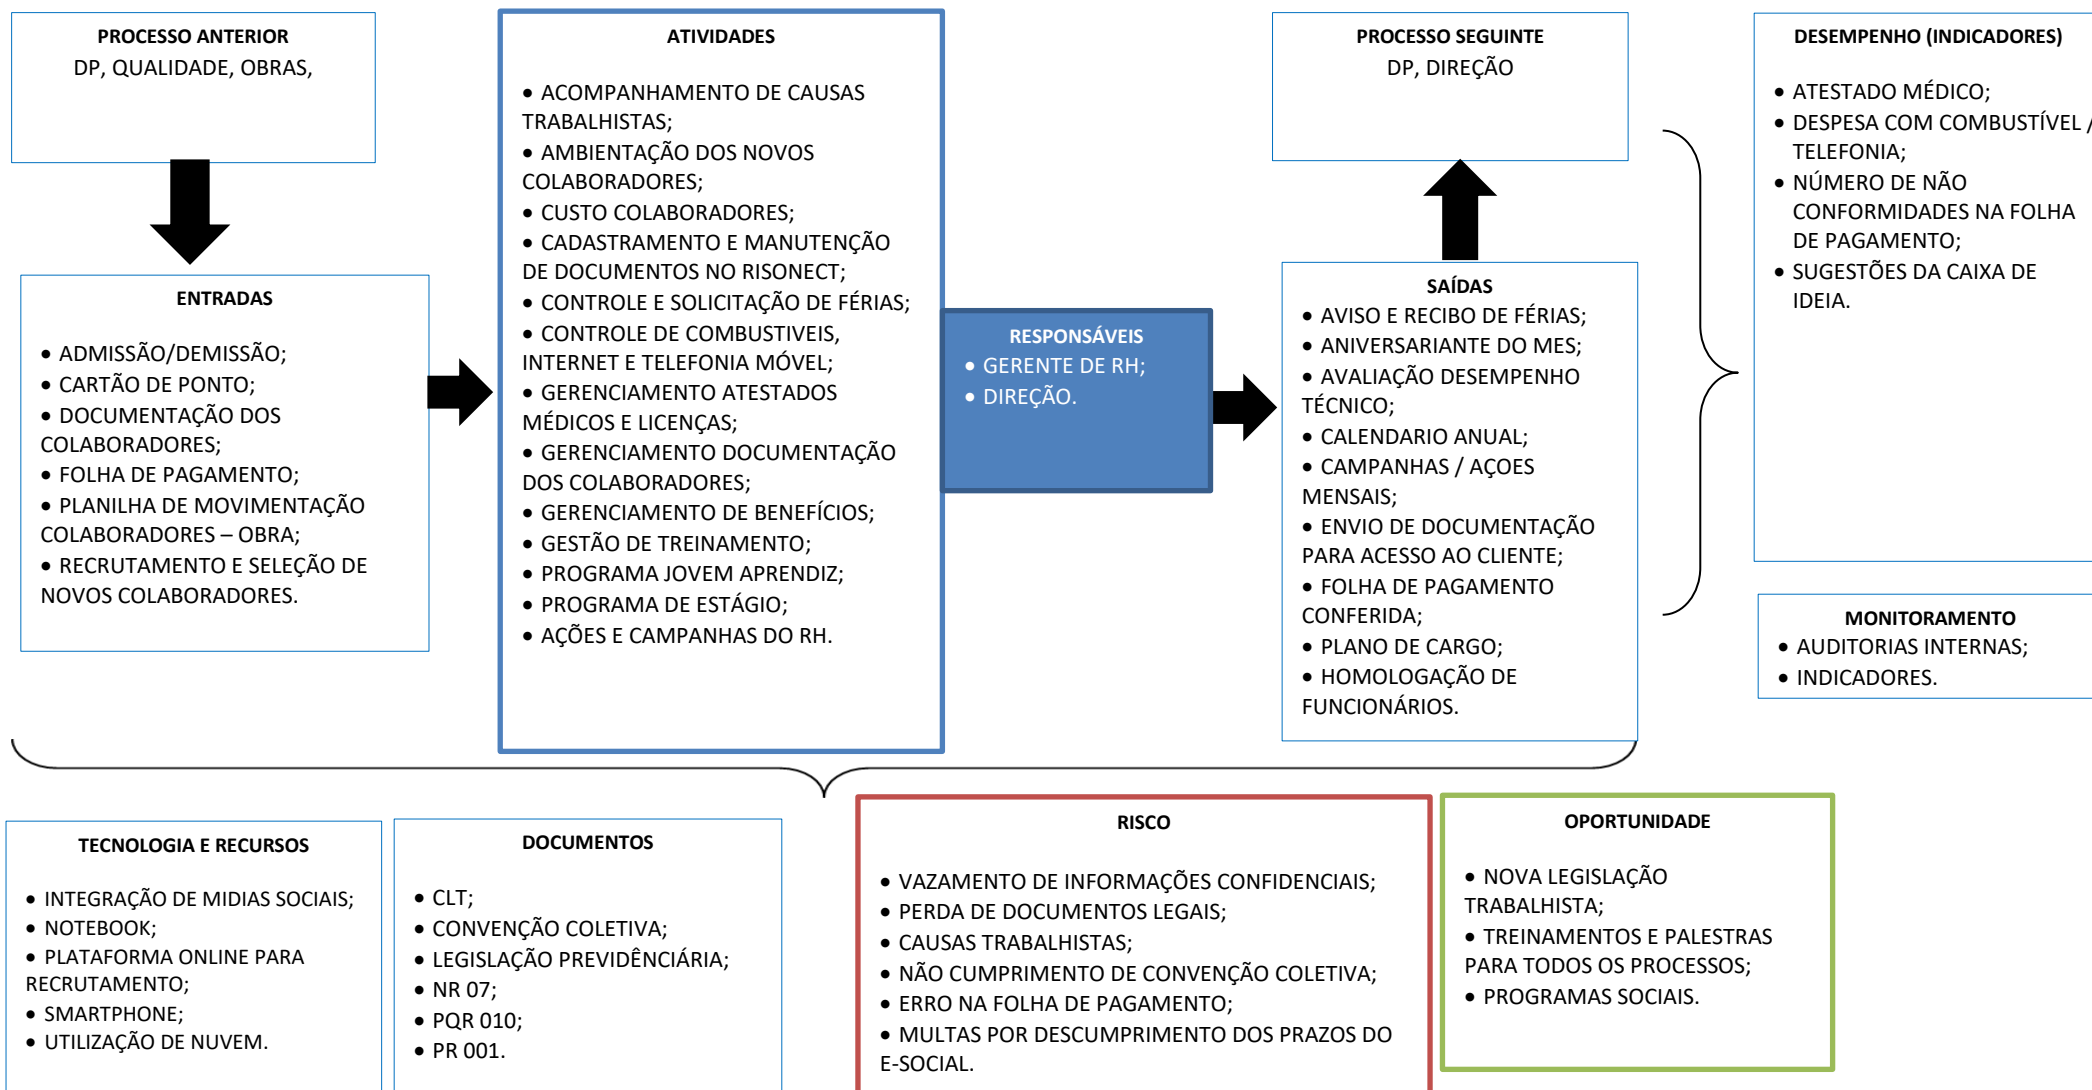 PROCESSO ANTERIOR
DP, QUALIDADE, OBRAS,
ENTRADAS
• ADMISSÃO/DEMISSÃO;
• CARTÃO DE PONTO;
• DOCUMENTAÇÃO DOS
COLABORADORES;
• FOLHA DE PAGAMENTO;
• PLANILHA DE MOVIMENTAÇÃO
COLABORADORES – OBRA;
• RECRUTAMENTO E SELEÇÃO DE
NOVOS COLABORADORES.
ATIVIDADES
• ACOMPANHAMENTO DE CAUSAS
TRABALHISTAS;
• AMBIENTAÇÃO DOS NOVOS
COLABORADORES;
• CUSTO COLABORADORES;
• CADASTRAMENTO E MANUTENÇÃO
DE DOCUMENTOS NO RISONECT;
• CONTROLE E SOLICITAÇÃO DE FÉRIAS;
• CONTROLE DE COMBUSTIVEIS,
INTERNET E TELEFONIA MÓVEL;
• GERENCIAMENTO ATESTADOS
MÉDICOS E LICENÇAS;
• GERENCIAMENTO DOCUMENTAÇÃO
DOS COLABORADORES;
• GERENCIAMENTO DE BENEFÍCIOS;
• GESTÃO DE TREINAMENTO;
• PROGRAMA JOVEM APRENDIZ;
• PROGRAMA DE ESTÁGIO;
• AÇÕES E CAMPANHAS DO RH.
RESPONSÁVEIS
• GERENTE DE RH;
• DIREÇÃO.
PROCESSO SEGUINTE
DP, DIREÇÃO
SAÍDAS
• AVISO E RECIBO DE FÉRIAS;
• ANIVERSARIANTE DO MES;
• AVALIAÇÃO DESEMPENHO
TÉCNICO;
• CALENDARIO ANUAL;
• CAMPANHAS / AÇOES
MENSAIS;
• ENVIO DE DOCUMENTAÇÃO
PARA ACESSO AO CLIENTE;
• FOLHA DE PAGAMENTO
CONFERIDA;
• PLANO DE CARGO;
• HOMOLOGAÇÃO DE
FUNCIONÁRIOS.
DESEMPENHO (INDICADORES)
• ATESTADO MÉDICO;
• DESPESA COM COMBUSTÍVEL /
TELEFONIA;
• NÚMERO DE NÃO
CONFORMIDADES NA FOLHA
DE PAGAMENTO;
• SUGESTÕES DA CAIXA DE
IDEIA.
MONITORAMENTO
• AUDITORIAS INTERNAS;
• INDICADORES.
TECNOLOGIA E RECURSOS
• INTEGRAÇÃO DE MIDIAS SOCIAIS;
• NOTEBOOK;
• PLATAFORMA ONLINE PARA
RECRUTAMENTO;
• SMARTPHONE;
• UTILIZAÇÃO DE NUVEM.
DOCUMENTOS
• CLT;
• CONVENÇÃO COLETIVA;
• LEGISLAÇÃO PREVIDÊNCIÁRIA;
• NR 07;
• PQR 010;
• PR 001.
RISCO
• VAZAMENTO DE INFORMAÇÕES CONFIDENCIAIS;
• PERDA DE DOCUMENTOS LEGAIS;
• CAUSAS TRABALHISTAS;
• NÃO CUMPRIMENTO DE CONVENÇÃO COLETIVA;
• ERRO NA FOLHA DE PAGAMENTO;
• MULTAS POR DESCUMPRIMENTO DOS PRAZOS DO
E-SOCIAL.
OPORTUNIDADE
• NOVA LEGISLAÇÃO
TRABALHISTA;
• TREINAMENTOS E PALESTRAS
PARA TODOS OS PROCESSOS;
• PROGRAMAS SOCIAIS.